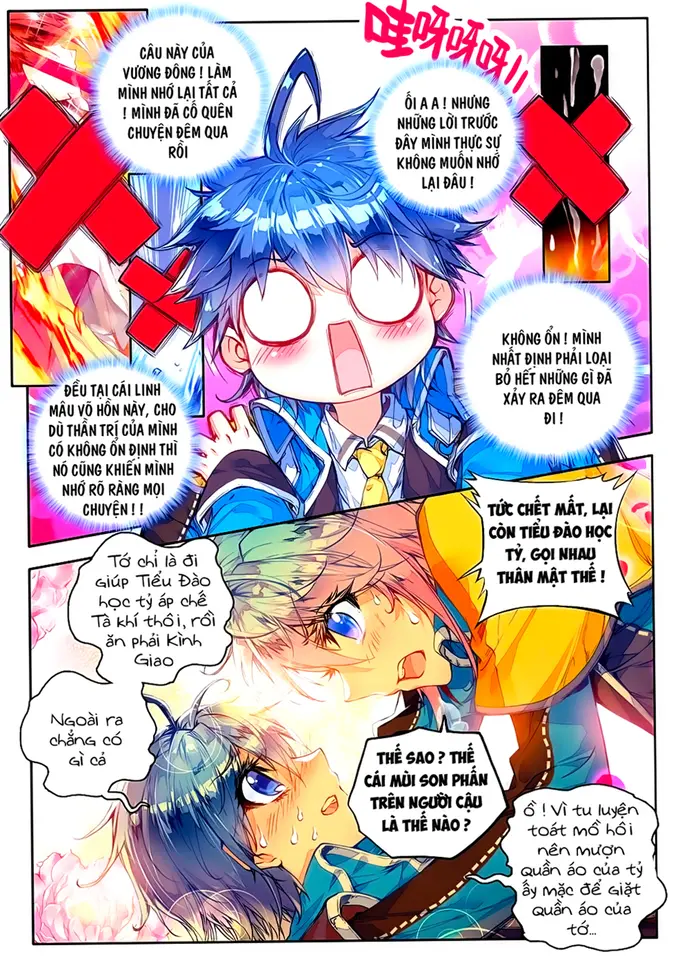 哇呀呀呀!!
CÂU NÀY CỦA
VƯƠNG ĐÔNG ! LÀM
MÌNH NHỚ LẠI TẤT CẢ
! MÌNH ĐÃ CỐ QUÊN
CHUYỆN ĐÊM QUA
RỒI
ỐI A A ! NHƯNG
NHỮNG LỜI TRƯỚC
ĐÂY MÌNH THỰC SỰ
KHÔNG MUỐN NHỚ
LẠI ĐÂU !
KHÔNG ỔN ! MÌNH
NHẤT ĐỊNH PHẢI LOẠI
BỎ HẾT NHỮNG GÌ ĐÃ
XẢY RA ĐÊM QUA
ĐI !
ĐỀU TẠI CÁI LINH
MÂU VÕ HỒN NÀY, CHO
DÙ THẦN TRÍ CỦA MÌNH
CÓ KHÔNG ỔN ĐỊNH THÌ
NÓ CŨNG KHIẾN MÌNH
NHỚ RÕ RÀNG MỌI
CHUYỆN ! !
TỨC CHẾT MẤT, LẠI
CÒN TIỂU ĐÀO HỌC
TỶ, GỌI NHAU
THÂN MẬT THẾ !
Tớ chỉ là đi
giúp Tiểu Đào
học tỷ áp chế
Tà khí thôi, rồi
ăn phải Kình
Giao
Ngoài ra
chẳng có
gì cả
THẾ SAO ? THẾ
CÁI MÙI SON PHẤN
TRÊN NGƯỜI CẬU
LÀ THẾ NÀO ?
Ồ ! Vì tu luyện
toát mồ hôi
nên mượn
quần áo của tỷ
ấy mặc để giặt
quần áo của
tớ...